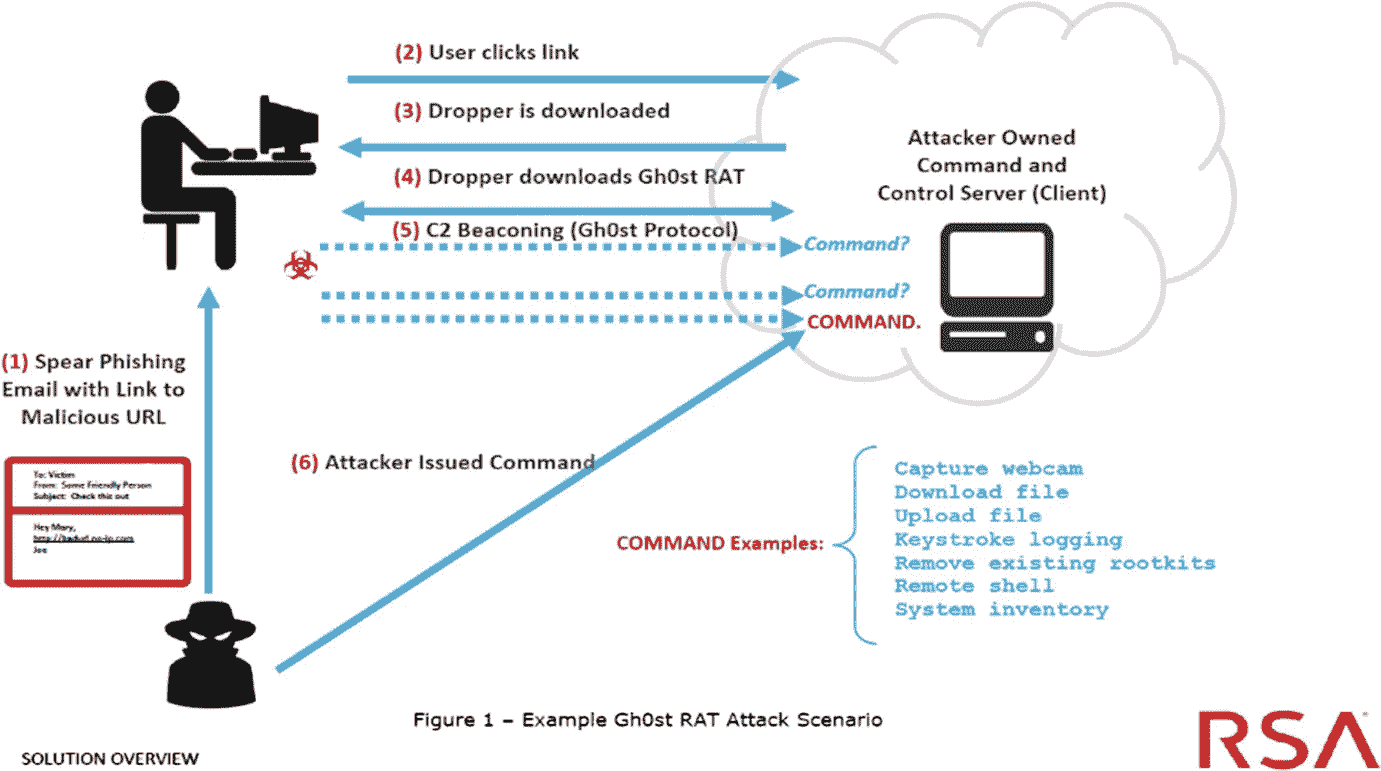 (2) User clicks link
(3) Dropper is downloaded
(4) Dropper downloads Gh0st RAT
(5) C2 Beaconing (Gh0st Protocol)
Attacker Owned
Command and
Control Server (Client)
Command?
Command?
COMMAND.
(1) Spear Phishing
Email with Link to
Malicious URL
To: Victim
From: Some Friendly Person
Subject: Check this out
Hey Mary,
http://badurl.no-ip.com
Joe
(6) Attacker Issued Command
COMMAND Examples:
Capture webcam
Download file
Upload file
Keystroke logging
Remove existing rootkits
Remote shell
System inventory
Figure 1 – Example Gh0st RAT Attack Scenario
SOLUTION OVERVIEW
RSA